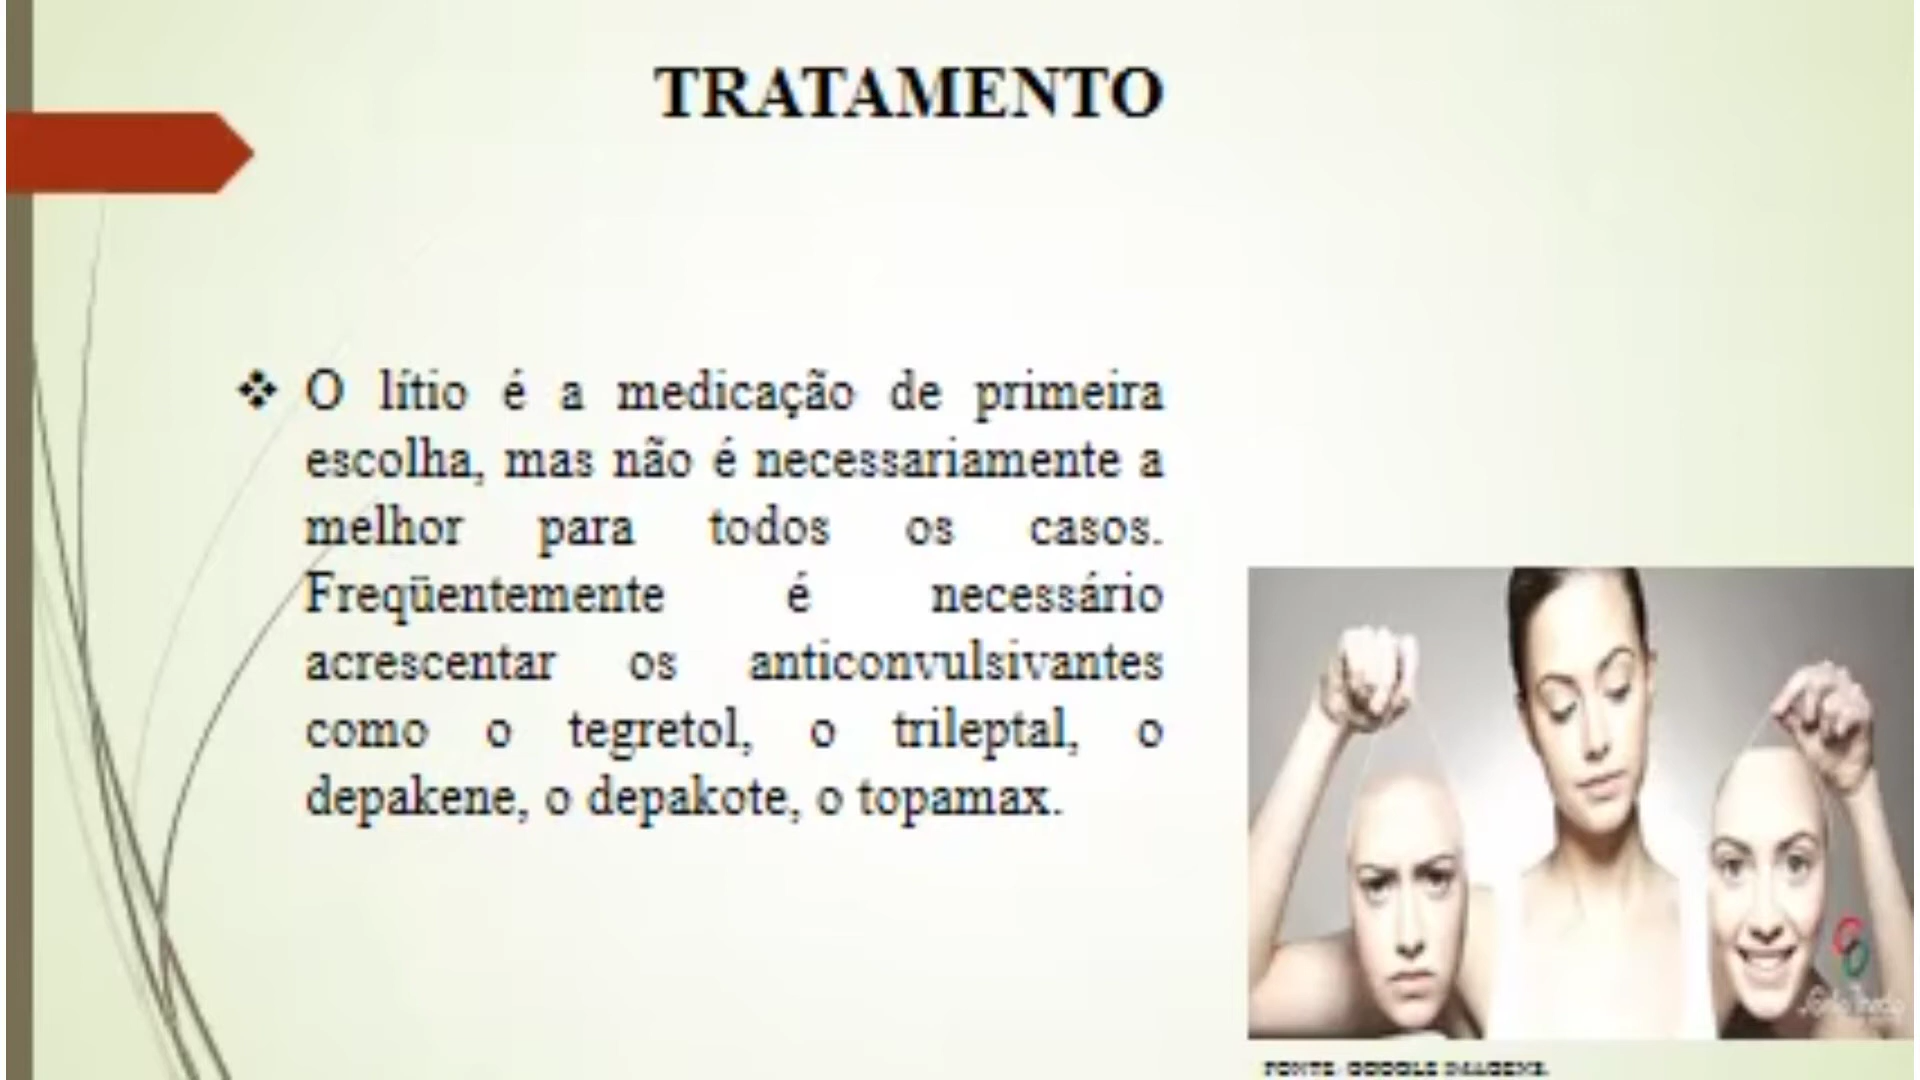 TRATAMENTO
❖ O lítio é a medicação de primeira
escolha, mas não é necessariamente a
melhor para todos os casos.
Freqüentemente é necessário
acrescentar os anticonvulsivantes
como o tegretol, o trileptal, o
depakene, o depakote, o topamax.
FONTE: GOOGLE IMAGENS.